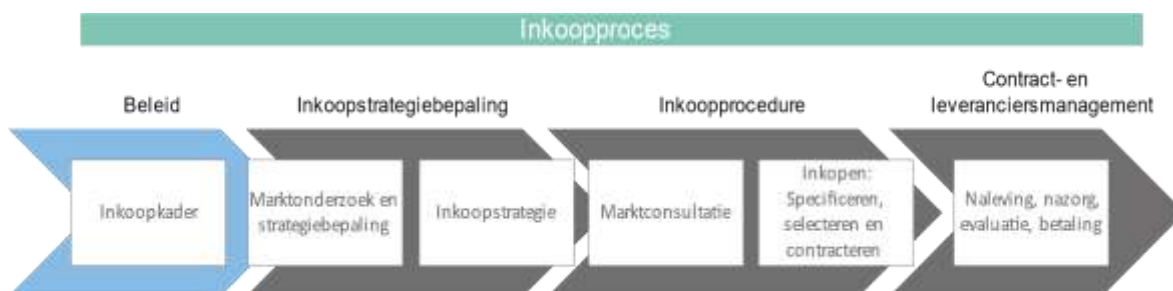 Inkoopproces
Beleid
Inkoopstrategiebepaling
Inkoopprocedure
Contract- en
leveranciersmanagement
Inkoopkader
Marktonderzoek en
strategiebepaling
Inkoopstrategie
Marktconsultatie
Inkopen:
Specificeren,
selecteren en
contracteren
Naleving, nazorg,
evaluatie, betaling